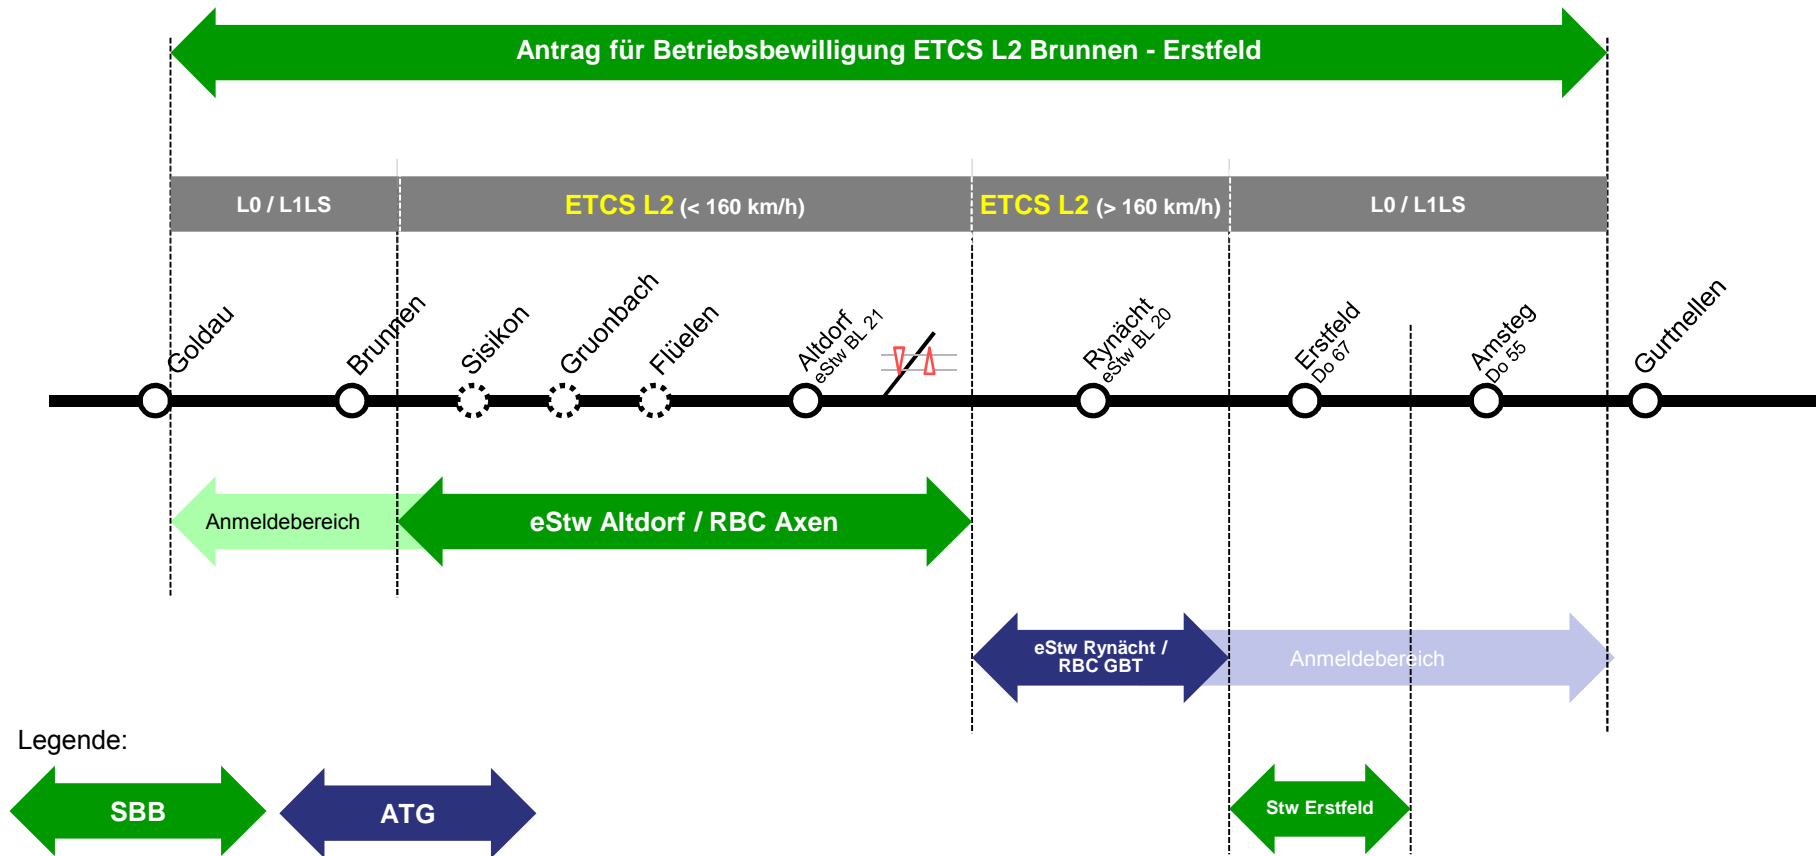 Antrag für Betriebsbewilligung ETCS L2 Brunnen - Erstfeld
L0 / L1LS
ETCS L2 (< 160 km/h)
ETCS L2 (> 160 km/h)
L0 / L1LS
Goldau
Brunnen
Sisikon
Gruonbach
Flüelen
Altdorf
eStw BL 21
Rynächt
eStw BL 20
Erstfeld
Do 67
Amsteg
Do 55
Gurtnellen
Anmeldebereich
eStw Altdorf / RBC Axen
eStw Rynächt /
RBC GBT
Anmeldebereich
Legende:
SBB
ATG
Stw Erstfeld